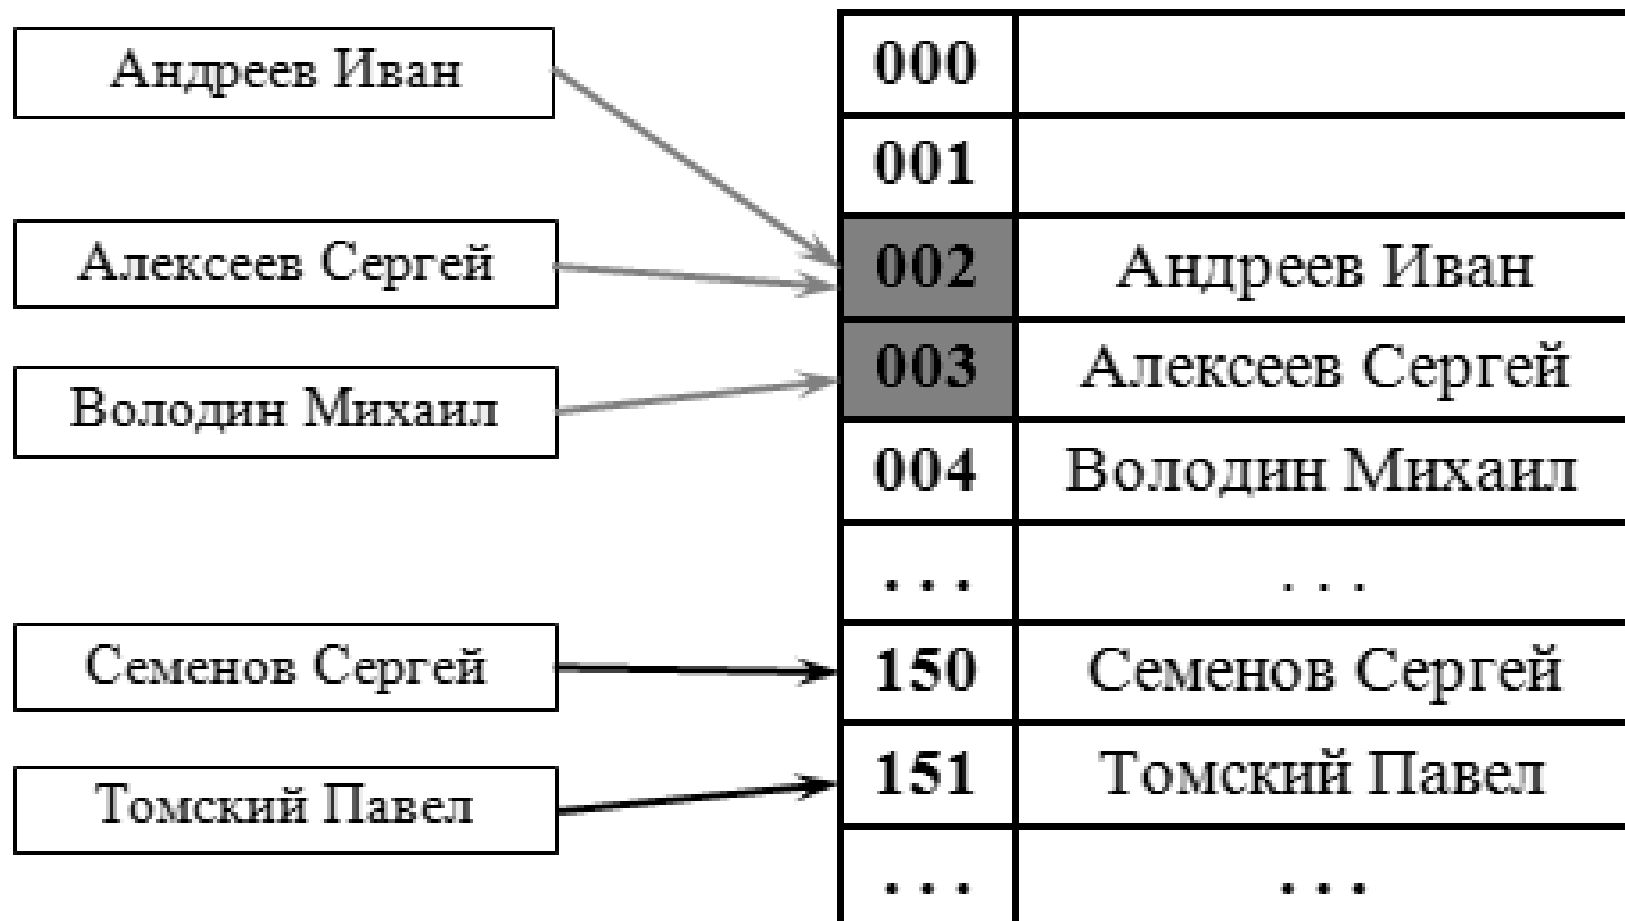 Андреев Иван
Алексеев Сергей
Володин Михаил
Семенов Сергей
Томский Павел
000
001
002 Андреев Иван
003 Алексеев Сергей
004 Володин Михаил
... ...
150 Семенов Сергей
151 Томский Павел
... ...